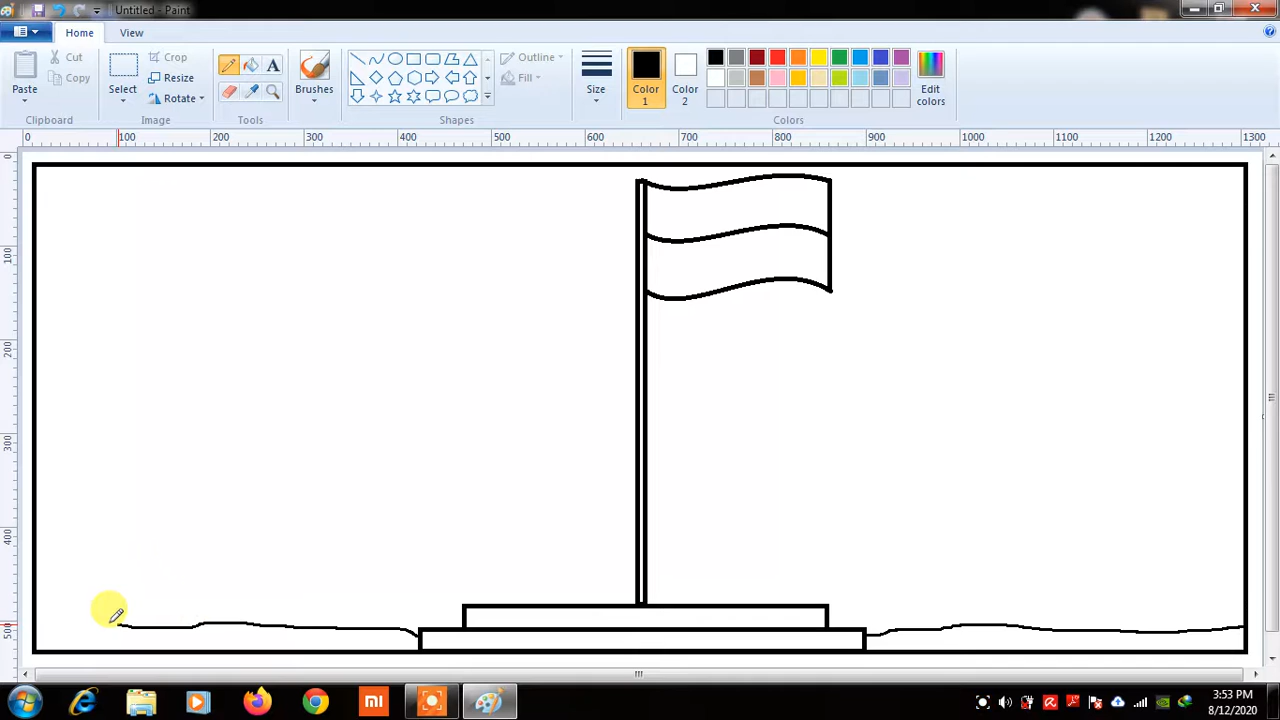 Untitled - Paint
Home View
Paste
Cut
Copy
Clipboard
Select
Crop
Resize
Rotate
Image
A
Tools
Brushes
Outline
Fill
Shapes
Size
Color 1
Color 2
Edit colors
Colors
0 100 200 300 400 500 600 700 800 900 1000 1100 1200 1300
0
100
200
300
400
500
3:53 PM
8/12/2020